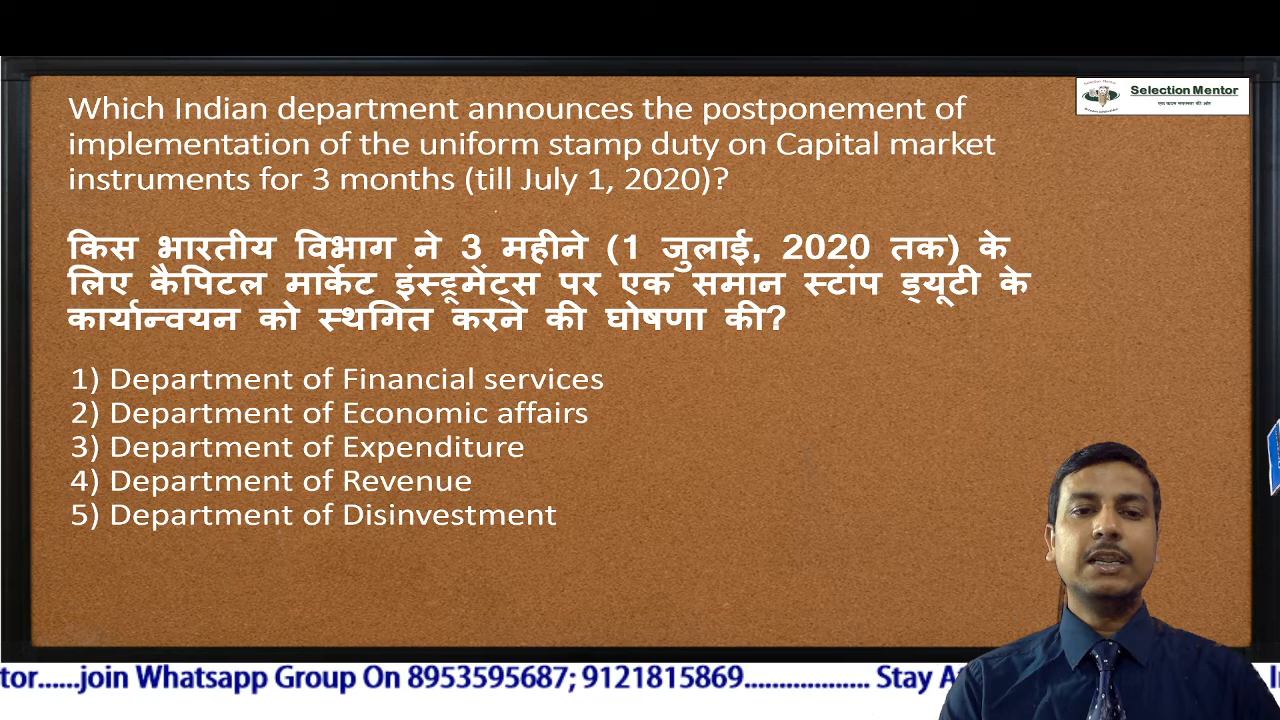 Which Indian department announces the postponement of
implementation of the uniform stamp duty on Capital market
instruments for 3 months (till July 1, 2020)?
Selection Mentor
किस भारतीय विभाग ने 3 महीने (1 जुलाई, 2020 तक) के
लिए कैपिटल मार्केट इंस्ड्रूमेंट्स पर एक समान स्टांप ड्यूटी के
कार्यान्वयन को स्थगित करने की घोषणा की?
1) Department of Financial services
2) Department of Economic affairs
3) Department of Expenditure
4) Department of Revenue
5) Department of Disinvestment
tor......join Whatsapp Group On 8953595687; 9121815869.................. Stay